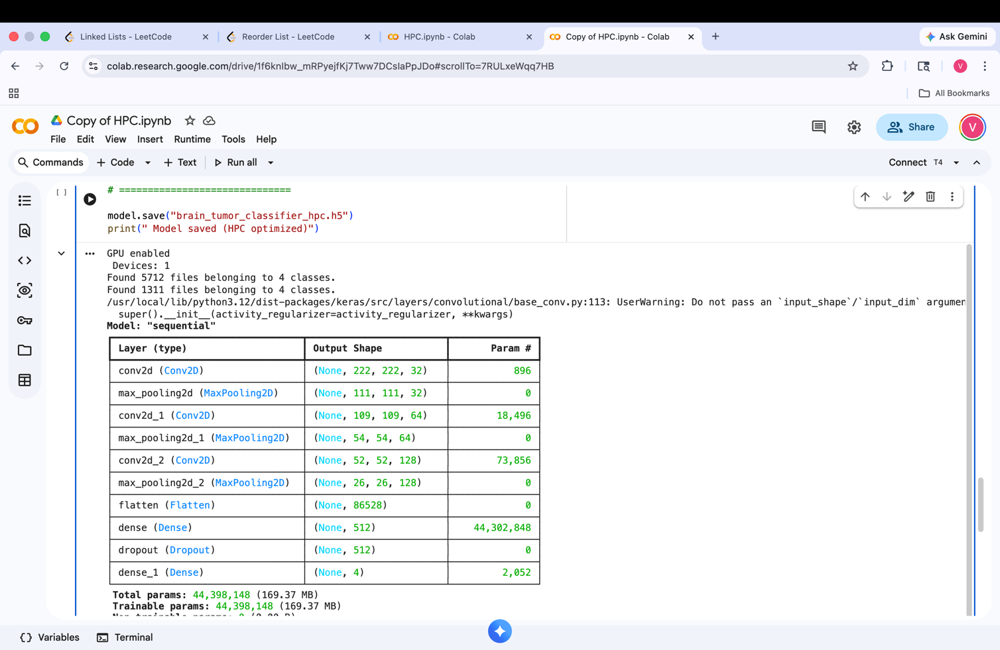 Linked Lists - LeetCode
Reorder List - LeetCode
HPC.ipynb - Colab
Copy of HPC.ipynb - Colab
Ask Gemini
colab.research.google.com/drive/1f6knIbw_mRPyejfKj7Tww7DCslaPpJDo#scrollTo=7RULxeWqq7HB
V
All Bookmarks
Copy of HPC.ipynb
File Edit View Insert Runtime Tools Help
Share
V
Commands + Code + Text Run all
Connect T4
[ ]
# ==============================
model.save("brain_tumor_classifier_hpc.h5")
print(" Model saved (HPC optimized)")
GPU enabled
Devices: 1
Found 5712 files belonging to 4 classes.
Found 1311 files belonging to 4 classes.
/usr/local/lib/python3.12/dist-packages/keras/src/layers/convolutional/base_conv.py:113: UserWarning: Do not pass an `input_shape`/`input_dim` argumen
super().__init__(activity_regularizer=activity_regularizer, **kwargs)
Model: "sequential"
Layer (type) Output Shape Param #
conv2d (Conv2D) (None, 222, 222, 32) 896
max_pooling2d (MaxPooling2D) (None, 111, 111, 32) 0
conv2d_1 (Conv2D) (None, 109, 109, 64) 18,496
max_pooling2d_1 (MaxPooling2D) (None, 54, 54, 64) 0
conv2d_2 (Conv2D) (None, 52, 52, 128) 73,856
max_pooling2d_2 (MaxPooling2D) (None, 26, 26, 128) 0
flatten (Flatten) (None, 86528) 0
dense (Dense) (None, 512) 44,302,848
dropout (Dropout) (None, 512) 0
dense_1 (Dense) (None, 4) 2,052
Total params: 44,398,148 (169.37 MB)
Trainable params: 44,398,148 (169.37 MB)
Variables
Terminal